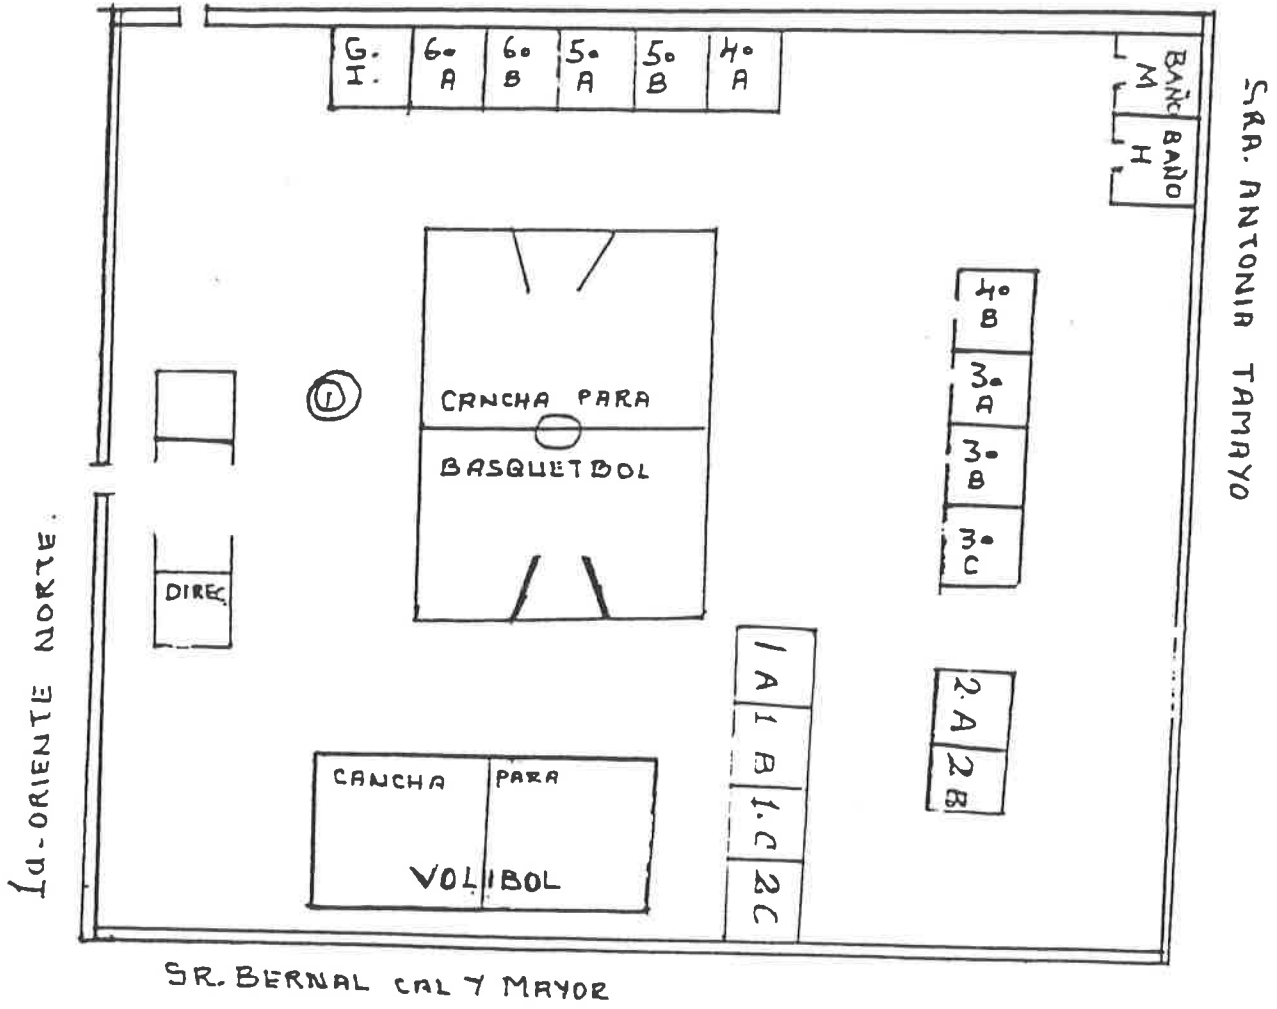 G.
I.
6o
A
6o
B
5o
A
5o
B
4o
A
BAÑO
M
BAÑO
H
SRA. ANTONIA TAMAYO
4o
B
3o
A
3o
B
3o
C
CANCHA PARA
BASQUETBOL
DIREC
1a-ORIENTE NORTE.
1 A
1 B
1. C
2 C
2. A
2 B
CANCHA PARA
VOLIBOL
SR. BERNAL CAL Y MAYOR